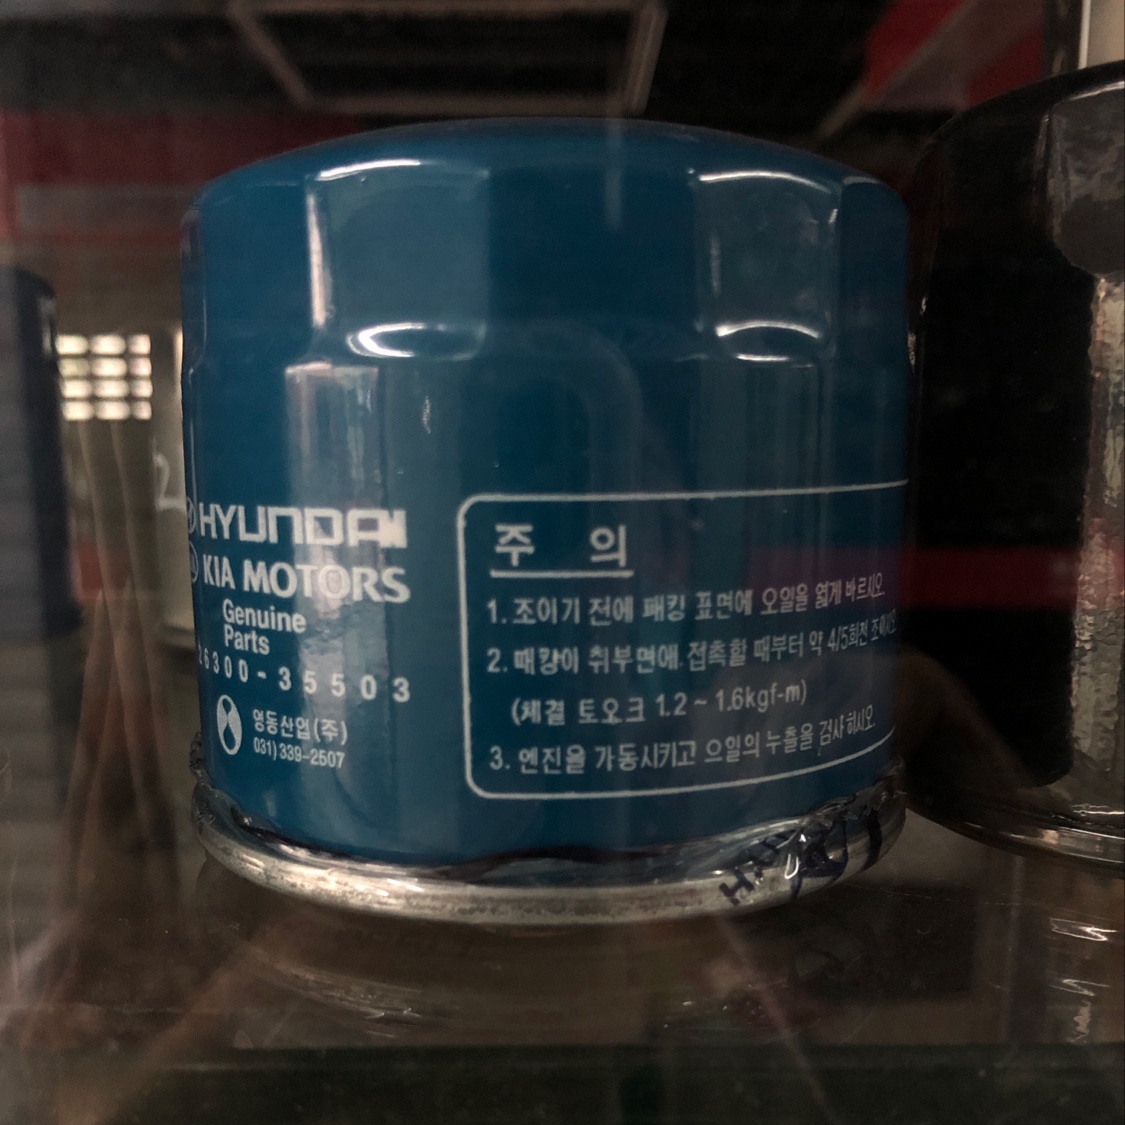 HYUNDAI
KIA MOTORS
Genuine
Parts
26300-35503
영동산업(주)
031) 339-2507
주 의
1. 조이기 전에 패킹 표면에 오일을 엷게 바르시오.
2. 패킹이 취부면에 접촉할 때부터 약 4/5회전 조이시오
(체결 토오크 1.2 ~ 1.6kgf-m)
3. 엔진을 가동시키고 오일의 누출을 검사하시오.